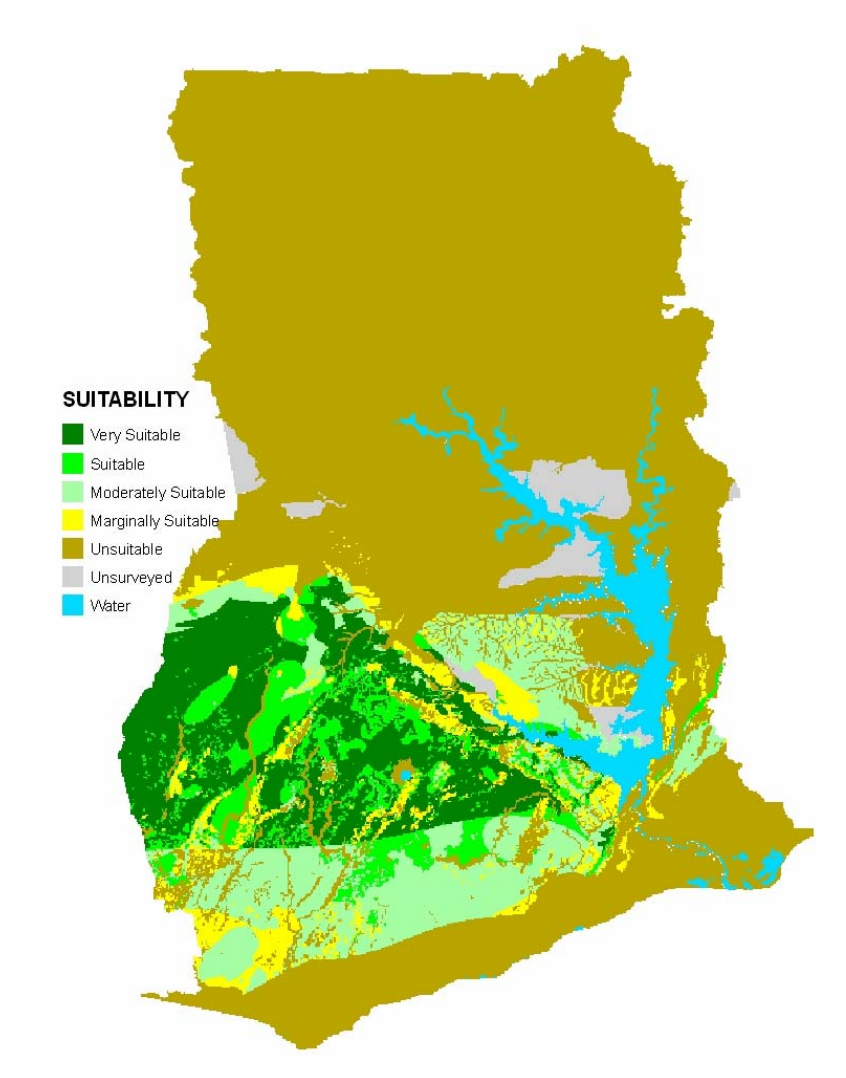 SUITABILITY
Very Suitable
Suitable
Moderately Suitable
Marginally Suitable
Unsuitable
Unsurveyed
Water